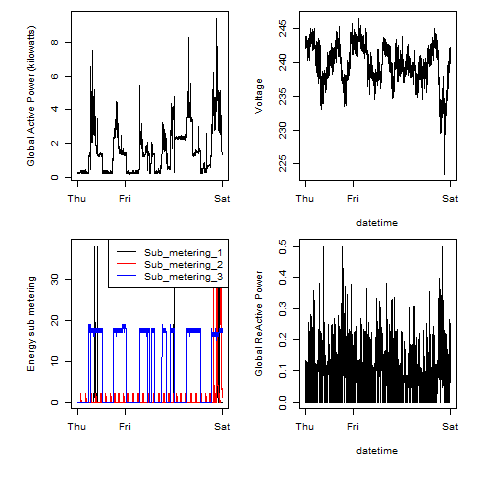 Global Active Power (kilowatts)
0 2 4 6 8
Thu Fri Sat
Voltage
225 230 235 240 245
Thu Fri Sat
datetime
Energy sub metering
0 10 20 30
Sub_metering_1
Sub_metering_2
Sub_metering_3
Thu Fri Sat
Global ReActive Power
0.0 0.1 0.2 0.3 0.4 0.5
Thu Fri Sat
datetime